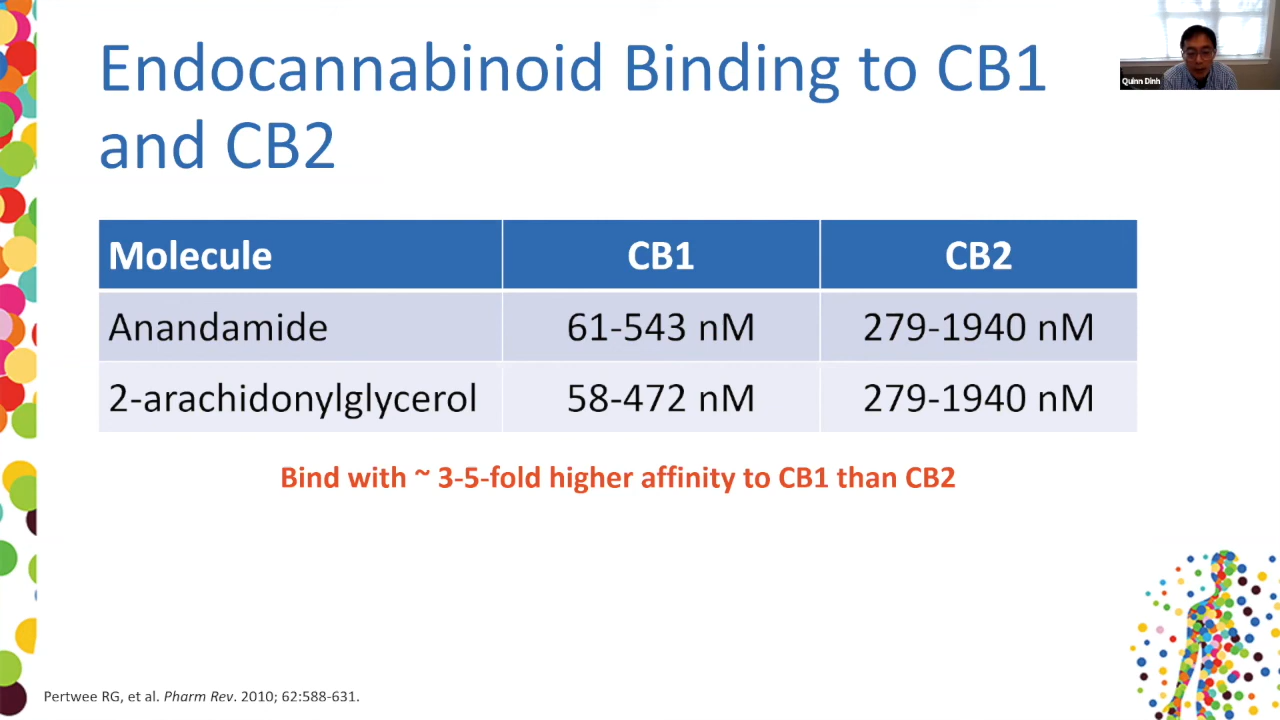 Endocannabinoid Binding to CB1
and CB2
Quinn Dinh
Molecule CB1 CB2
Anandamide 61-543 nM 279-1940 nM
2-arachidonylglycerol 58-472 nM 279-1940 nM
Bind with ~ 3-5-fold higher affinity to CB1 than CB2
Pertwee RG, et al. Pharm Rev. 2010; 62:588-631.